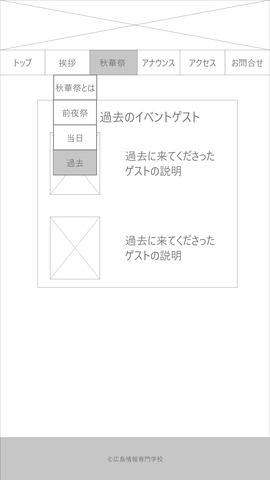 トップ 挨拶 秋華祭 アナウンス アクセス お問合せ
秋華祭とは
前夜祭
当日
過去
過去のイベントゲスト
過去に来てくださった
ゲストの説明
過去に来てくださった
ゲストの説明
©広島情報専門学校